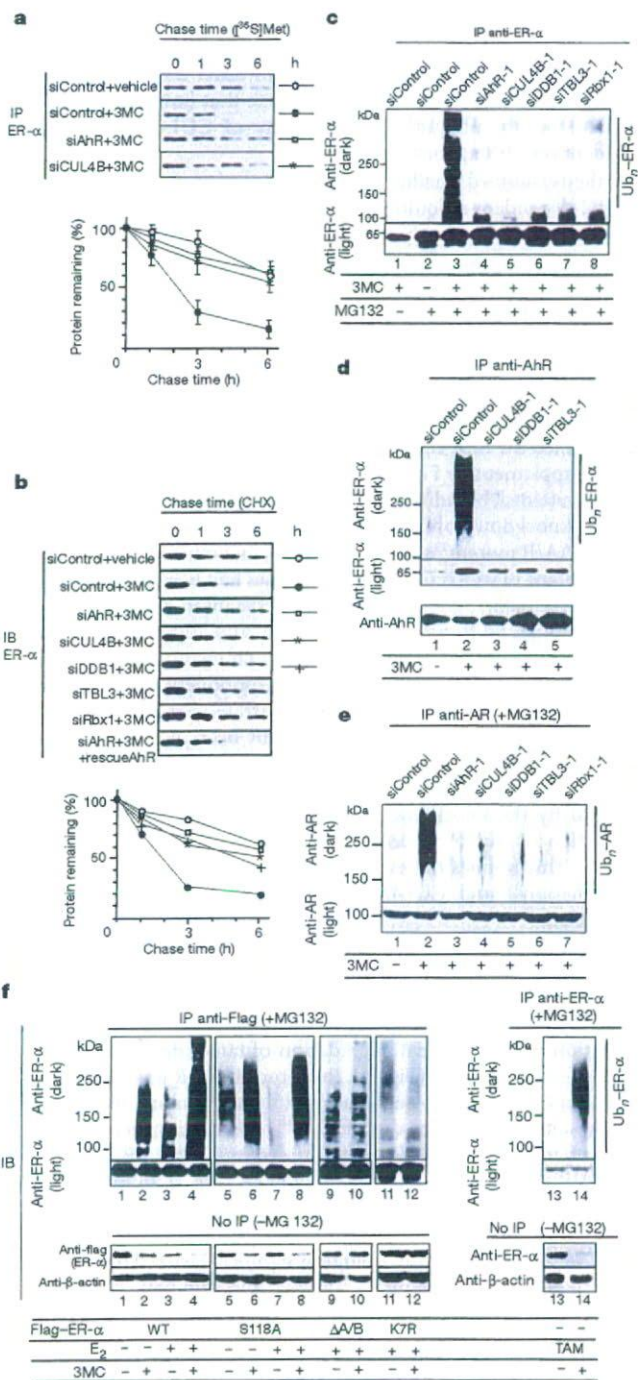 a
Chase time ([³⁵S]Met)
0 1 3 6 h
IP ER-α
siControl+vehicle
siControl+3MC
siAhR+3MC
siCUL4B+3MC
Protein remaining (%)
100
50
0 1 3 6
Chase time (h)
b
Chase time (CHX)
0 1 3 6 h
IB ER-α
siControl+vehicle
siControl+3MC
siAhR+3MC
siCUL4B+3MC
siDDB1+3MC
siTBL3+3MC
siRbx1+3MC
siAhR+3MC
+rescueAhR
Protein remaining (%)
100
50
0 1 3 6
Chase time (h)
c
IP anti-ER-α
siControl siControl siControl siAhR-1 siCUL4B-1 siDDB1-1 siTBL3-1 siRbx1-1
kDa
Anti-ER-α (dark)
250
150
100
Ubₙ-ER-α
Anti-ER-α (light)
65
1 2 3 4 5 6 7 8
3MC + − + + + + + +
MG132 − + + + + + + +
d
IP anti-AhR
siControl siControl siCUL4B-1 siDDB1-1 siTBL3-1
kDa
Anti-ER-α (dark)
250
150
100
Ubₙ-ER-α
Anti-ER-α (light)
65
Anti-AhR
1 2 3 4 5
3MC − + + + +
e
IP anti-AR (+MG132)
siControl siControl siAhR-1 siCUL4B-1 siDDB1-1 siTBL3-1 siRbx1-1
kDa
Anti-AR (dark)
250
150
Ubₙ-AR
Anti-AR (light)
100
1 2 3 4 5 6 7
3MC − + + + + + +
f
IP anti-Flag (+MG132)
IB
kDa
Anti-ER-α (dark)
250
150
100
Anti-ER-α (light)
1 2 3 4 5 6 7 8 9 10 11 12
No IP (−MG 132)
Anti-flag (ER-α)
Anti-β-actin
1 2 3 4 5 6 7 8 9 10 11 12
Flag–ER-α WT S118A ΔA/B K7R
E₂ − − + + − − + + + + + +
3MC − + − + − + − + − + − +
IP anti-ER-α (+MG132)
kDa
Anti-ER-α (dark)
250
150
100
Ubₙ-ER-α
Anti-ER-α (light)
13 14
No IP (−MG132)
Anti-ER-α
Anti-β-actin
13 14
− −
TAM
− +